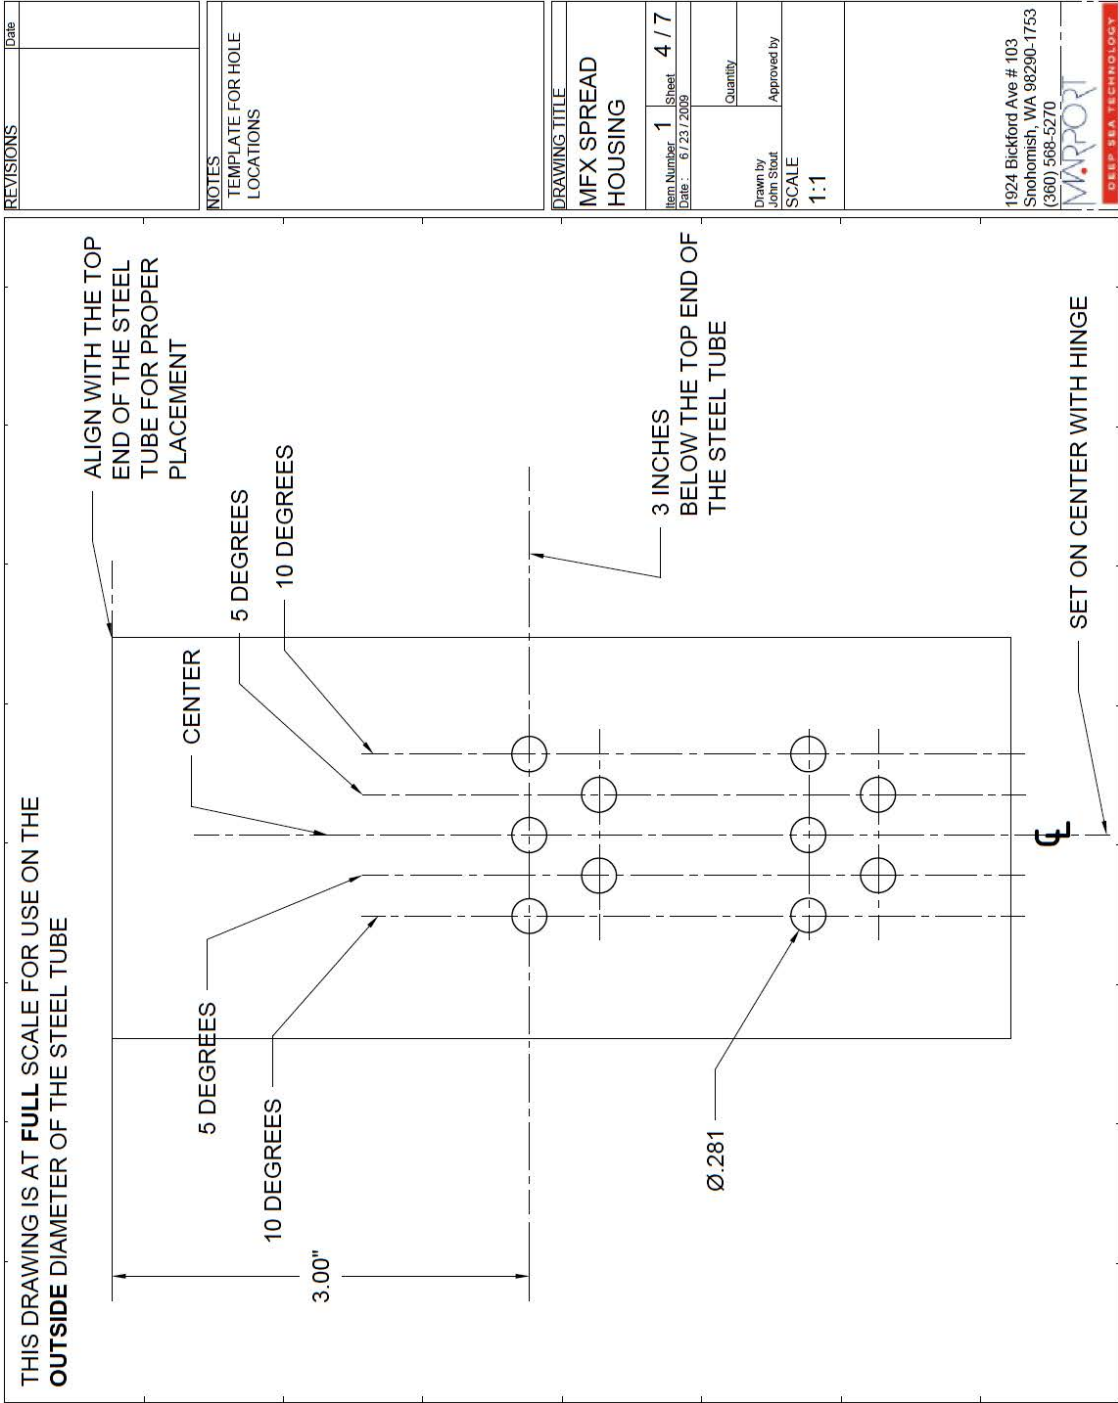 THIS DRAWING IS AT FULL SCALE FOR USE ON THE
OUTSIDE DIAMETER OF THE STEEL TUBE
ALIGN WITH THE TOP
END OF THE STEEL
TUBE FOR PROPER
PLACEMENT
CENTER
5 DEGREES
10 DEGREES
5 DEGREES
10 DEGREES
3.00"
3 INCHES
BELOW THE TOP END OF
THE STEEL TUBE
Ø.281
SET ON CENTER WITH HINGE
REVISIONS
Date
NOTES
TEMPLATE FOR HOLE
LOCATIONS
DRAWING TITLE
MFX SPREAD
HOUSING
Item Number 1 Sheet 4 / 7
Date : 6 / 23 / 2009
Quantity
Drawn by
John Stout
Approved by
SCALE
1:1
1924 Bickford Ave # 103
Snohomish, WA 98290-1753
(360) 568-5270
MARPORT
DEEP SEA TECHNOLOGY